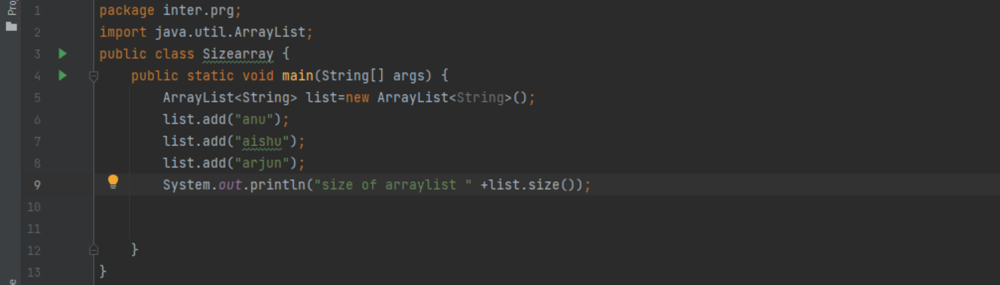 Pro
1 package inter.prg;
2 import java.util.ArrayList;
3 public class Sizearray {
4 public static void main(String[] args) {
5 ArrayList<String> list=new ArrayList<String>();
6 list.add("anu");
7 list.add("aishu");
8 list.add("arjun");
9 System.out.println("size of arraylist " +list.size());
10
11
12 }
13 }